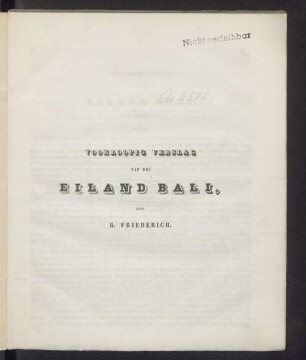 Nicht verleihbar
VOORLOOPIG VERSLAG
VAN HET
EILAND BALI,
DOOR
R. FRIEDERICH.